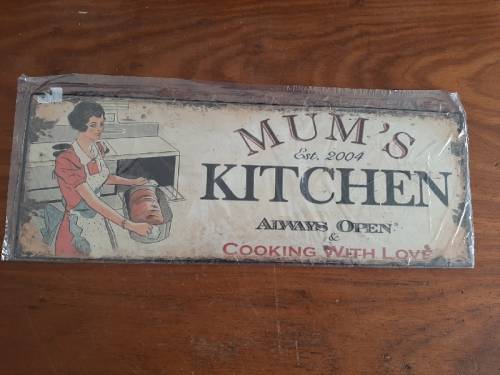 MUM'S
Est. 2004
KITCHEN
ALWAYS OPEN
&
COOKING WITH LOVE